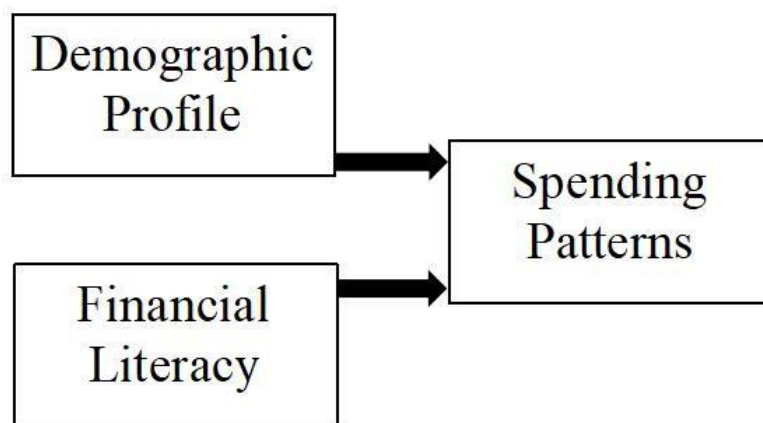 Demographic
Profile
Spending
Patterns
Financial
Literacy